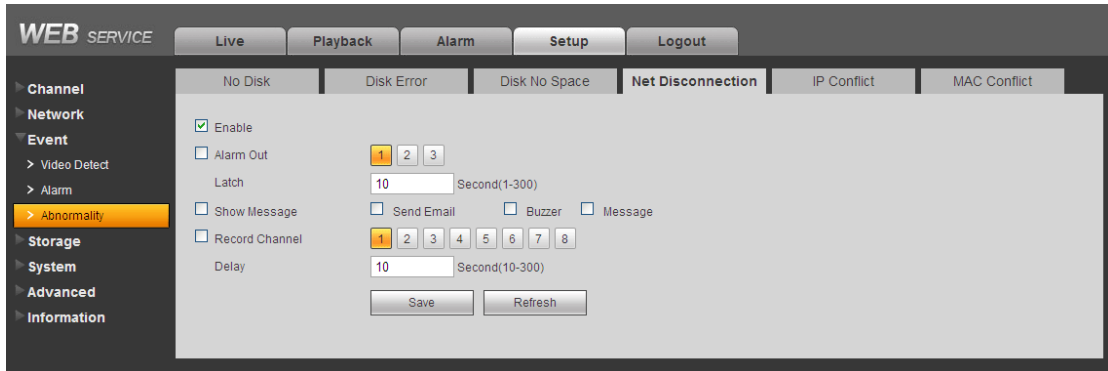 WEB SERVICE
Live Playback Alarm Setup Logout
No Disk Disk Error Disk No Space Net Disconnection IP Conflict MAC Conflict
Channel
Network
Event
> Video Detect
> Alarm
> Abnormality
Storage
System
Advanced
Information
Enable
Alarm Out 1 2 3
Latch 10 Second(1-300)
Show Message Send Email Buzzer Message
Record Channel 1 2 3 4 5 6 7 8
Delay 10 Second(10-300)
Save Refresh